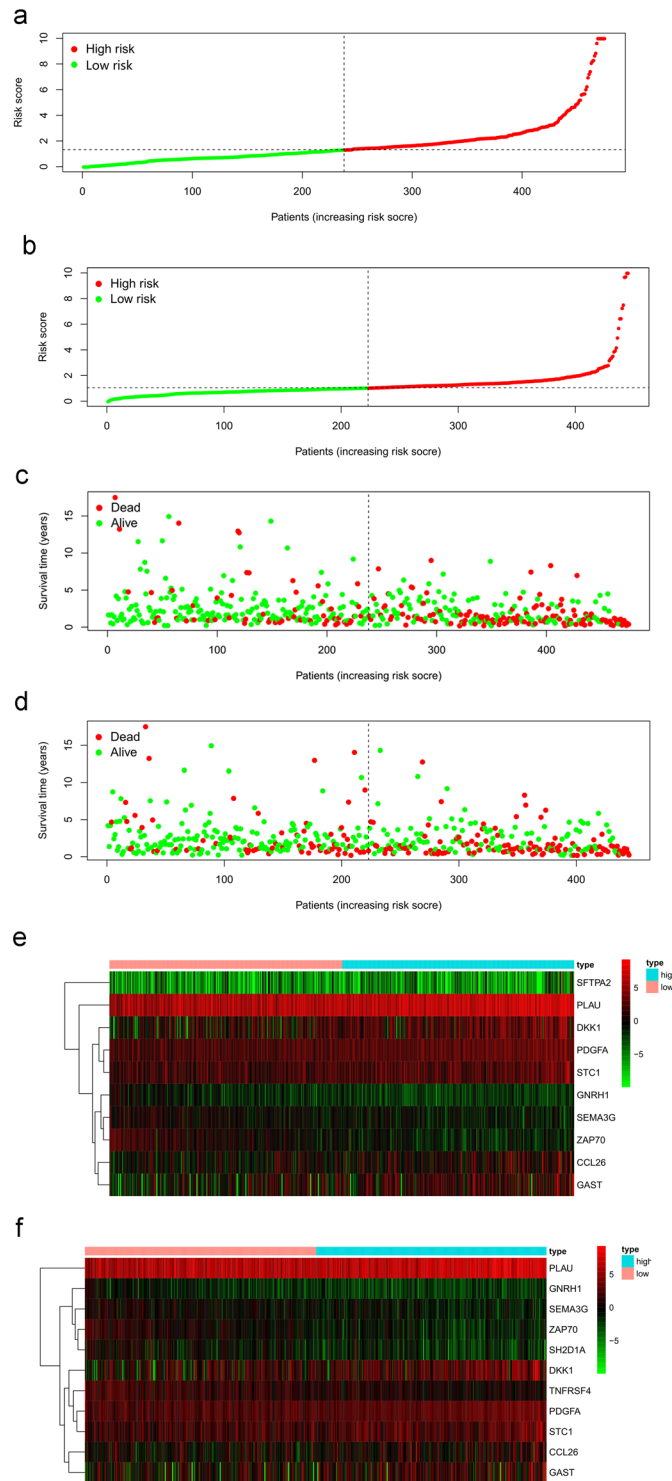 a
High risk
Low risk
Risk score
0
2
4
6
8
10
100
200
300
400
Patients (increasing risk socre)
b
High risk
Low risk
Risk score
0
2
4
6
8
10
0
100
200
300
400
Patients (increasing risk socre)
c
Dead
Alive
Survival time (years)
0
5
10
15
0
100
200
300
400
Patients (increasing risk socre)
d
Dead
Alive
Survival time (years)
0
5
10
15
0
100
200
300
400
Patients (increasing risk socre)
e
type
SFTPA2
PLAU
DKK1
PDGFA
STC1
GNRH1
SEMA3G
ZAP70
CCL26
GAST
5
0
−5
type
high
low
f
type
PLAU
GNRH1
SEMA3G
ZAP70
SH2D1A
DKK1
TNFRSF4
PDGFA
STC1
CCL26
GAST
5
0
−5
type
high
low